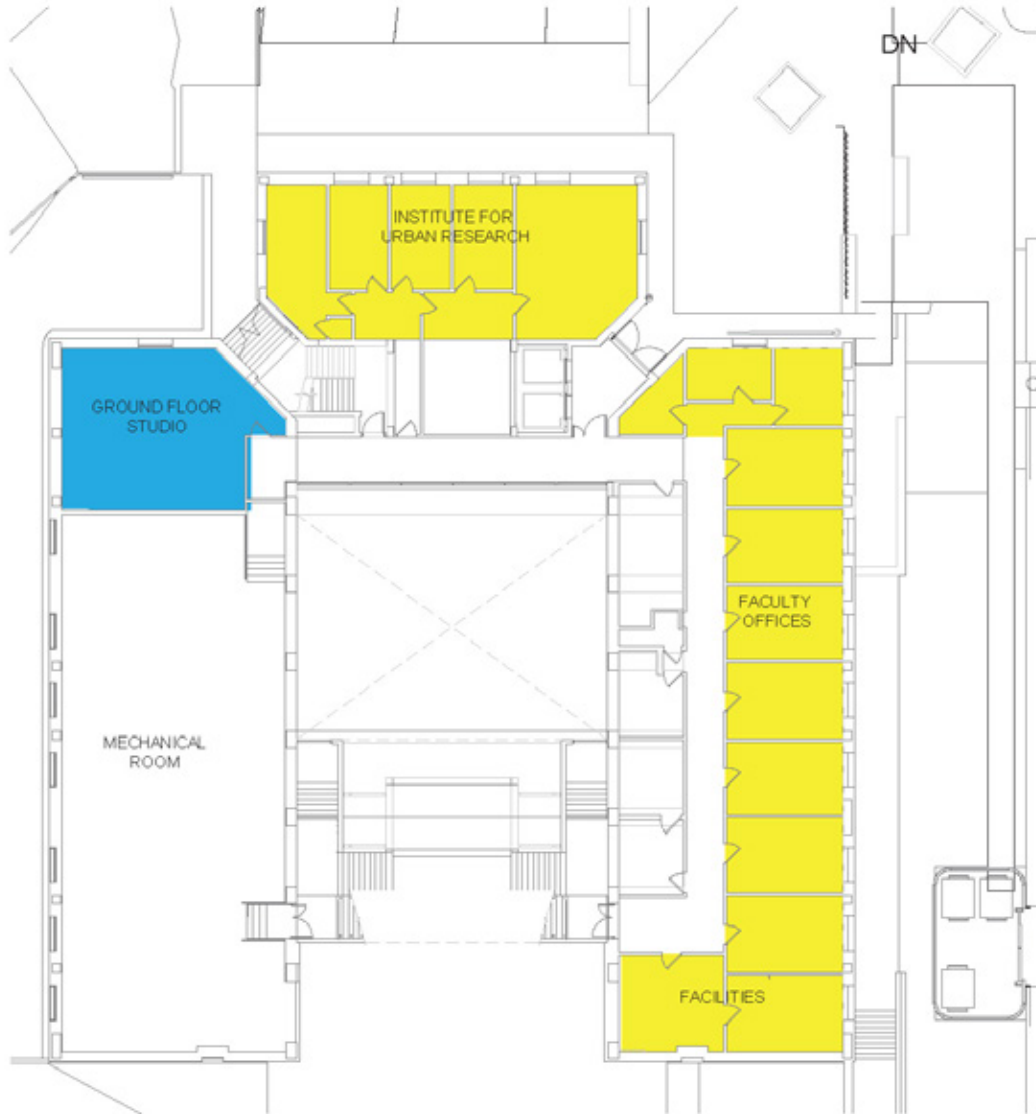 DN
INSTITUTE FOR
URBAN RESEARCH
GROUND FLOOR
STUDIO
FACULTY
OFFICES
MECHANICAL
ROOM
FACILITIES